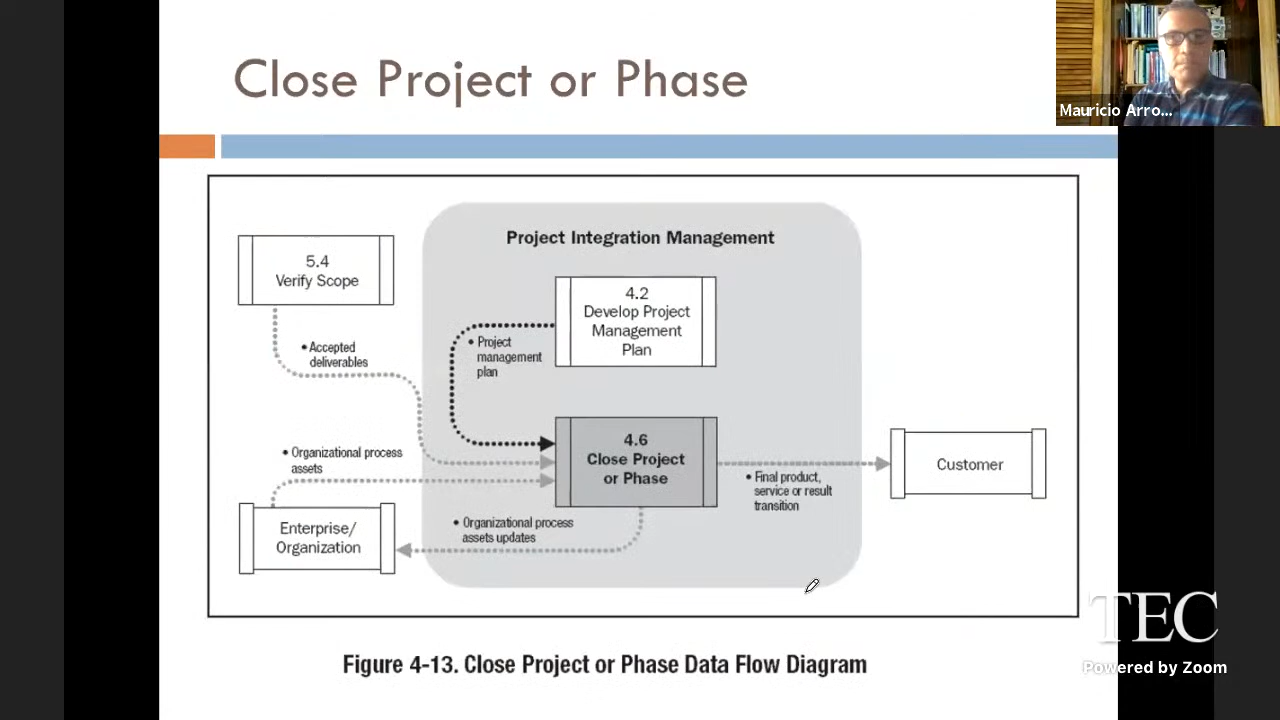 Close Project or Phase
Mauricio Arro...
Project Integration Management
5.4
Verify Scope
4.2
Develop Project
Management
Plan
• Accepted
deliverables
• Project
management
plan
• Organizational process
assets
4.6
Close Project
or Phase
Customer
• Final product,
service or result
transition
Enterprise/
Organization
• Organizational process
assets updates
TEC
Powered by Zoom
Figure 4-13. Close Project or Phase Data Flow Diagram